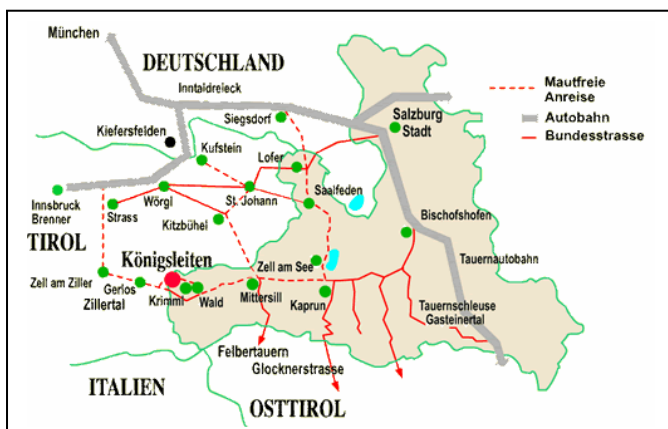 München
DEUTSCHLAND
Inntaldreieck
Siegsdorf
Kiefersfelden
Salzburg
Stadt
Mautfreie
Anreise
Autobahn
Bundesstrasse
Kufstein
Lofer
Innsbruck
Brenner
Strass
Wörgl
St. Johann
Saalfeden
Kitzbühel
Bischofshofen
TIROL
Königsleiten
Zell am See
Tauernautobahn
Zell am Ziller
Gerlos
Zillertal
Krimml
Wald
Mittersill
Kaprun
Tauernschleuse
Gasteinertal
Felbertauern
Glocknerstrasse
ITALIEN
OSTTIROL